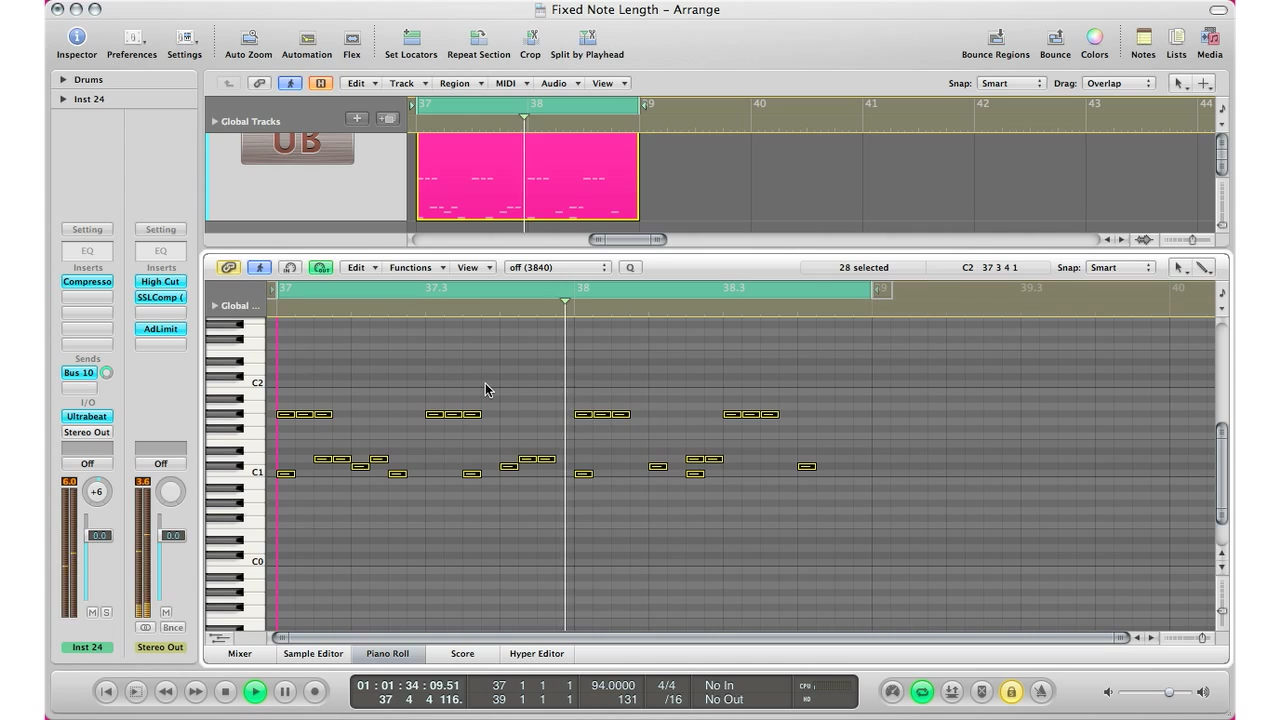 Fixed Note Length – Arrange
Inspector Preferences Settings Auto Zoom Automation Flex Set Locators Repeat Section Crop Split by Playhead Bounce Regions Bounce Colors Notes Lists Media
Drums
Inst 24
Edit Track Region MIDI Audio View Snap: Smart Drag: Overlap
37 38 39 40 41 42 43 44
Global Tracks
UB
Setting Setting
EQ EQ
Inserts Inserts
Compresso High Cut
SSLComp (
AdLimit
Sends
Bus 10
I/O
Ultrabeat
Stereo Out
Off Off
6.0 +6 3.6
0.0 0.0
M S M
Bnce
Inst 24 Stereo Out
Edit Functions View off (3840) Q 28 selected C2 37 3 4 1 Snap: Smart
37 37.3 38 38.3 39 39.3 40
Global ...
C2
C1
C0
Mixer Sample Editor Piano Roll Score Hyper Editor
01 : 01 : 34 : 09.51 37 1 1 1 94.0000 4/4 No In CPU
37 4 4 116. 39 1 1 1 131 /16 No Out HD